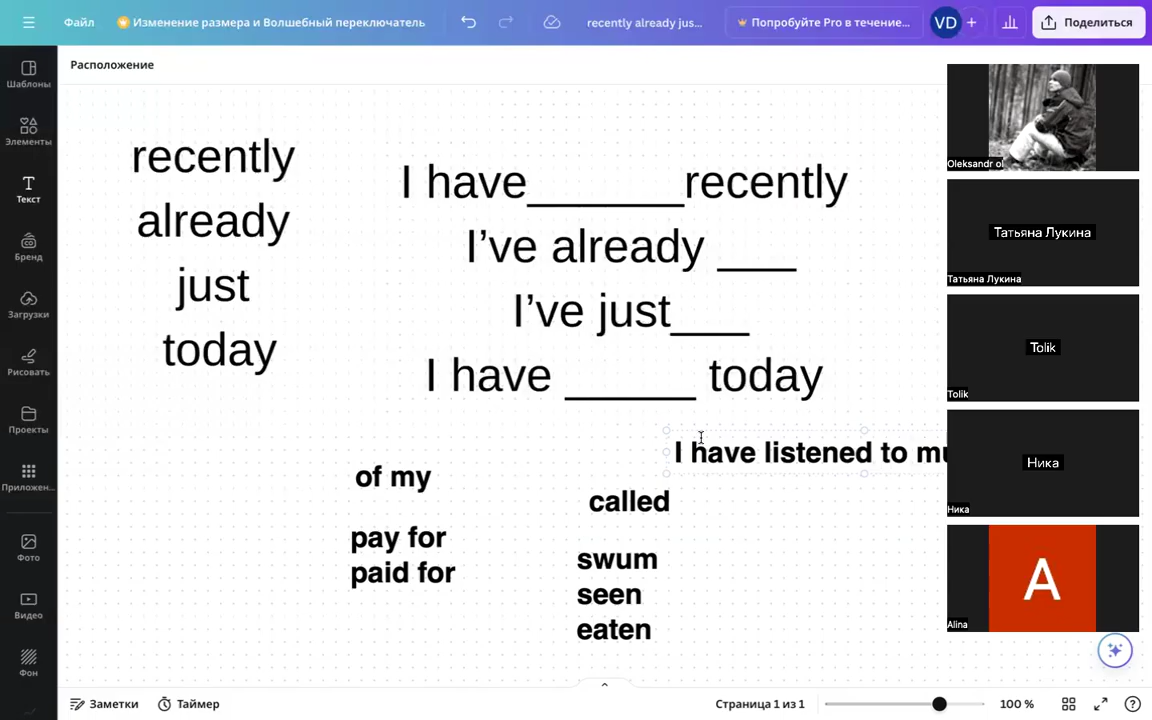 Файл
Изменение размера и Волшебный переключатель
recently already jus...
Попробуйте Pro в течение...
VD
Поделиться
Шаблоны
Элементы
Текст
Бренд
Загрузки
Рисовать
Проекты
Приложен...
Фото
Видео
Фон
Расположение
recently
already
just
today
I have______recently
I’ve already ___
I’ve just___
I have _____ today
of my
pay for
paid for
I have listened to mu
called
swum
seen
eaten
Oleksandr ol
Татьяна Лукина
Татьяна Лукина
Tolik
Tolik
Ника
Ника
A
Alina
Заметки
Таймер
Страница 1 из 1
100 %